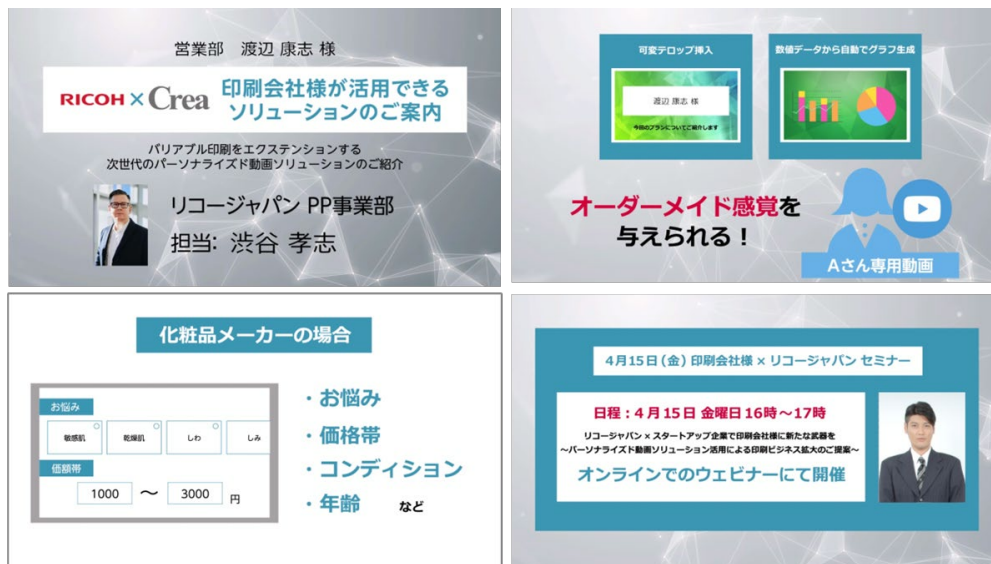 営業部 渡辺 康志 様
RICOH × Crea 印刷会社様が活用できる
ソリューションのご案内
バリアブル印刷をエクステンションする
次世代のパーソナライズド動画ソリューションのご紹介
リコージャパン PP事業部
担当: 渋谷 孝志
可変テロップ挿入
渡辺 康志 様
今回のプランについてご紹介します
数値データから自動でグラフ生成
オーダーメイド感覚を
与えられる！
Aさん専用動画
化粧品メーカーの場合
お悩み
敏感肌 乾燥肌 しわ しみ
価額帯
1000 〜 3000 円
・お悩み
・価格帯
・コンディション
・年齢 など
4月15日(金) 印刷会社様 × リコージャパン セミナー
日程：4月15日 金曜日16時〜17時
リコージャパン × スタートアップ企業で印刷会社様に新たな武器を
〜パーソナライズド動画ソリューション活用による印刷ビジネス拡大のご提案〜
オンラインでのウェビナーにて開催